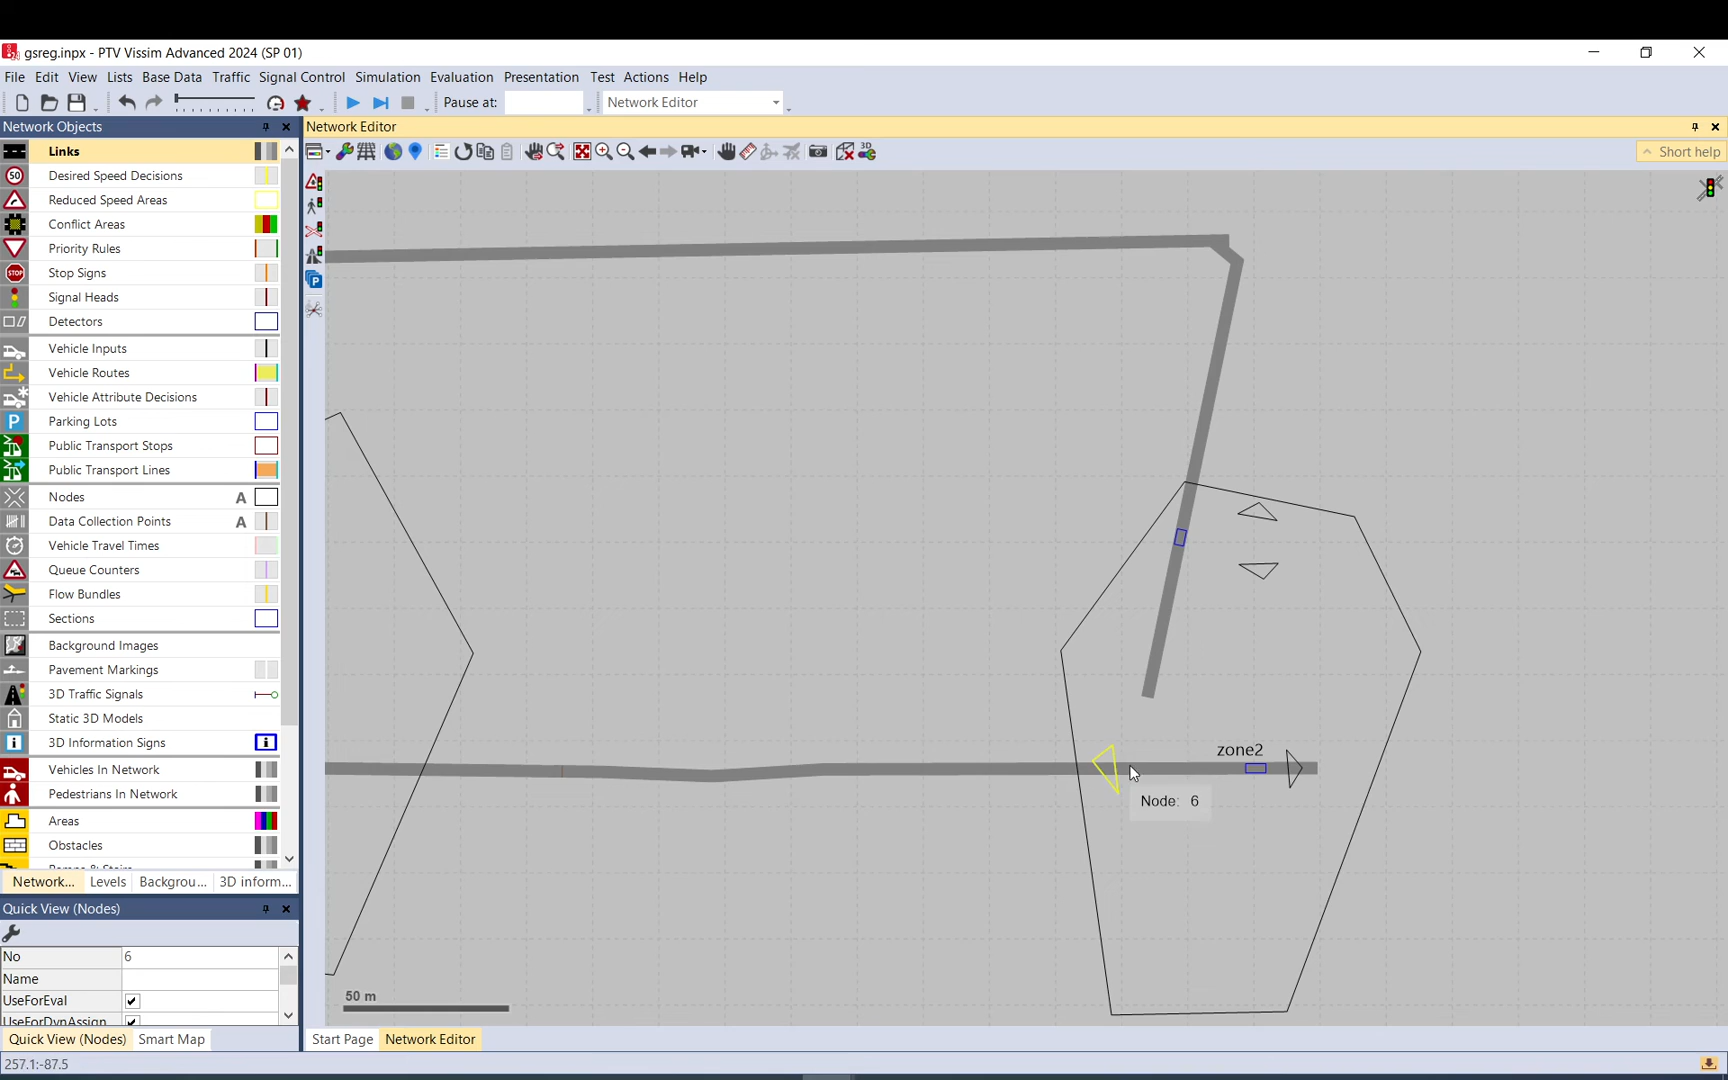 gsreg.inpx - PTV Vissim Advanced 2024 (SP 01)
File Edit View Lists Base Data Traffic Signal Control Simulation Evaluation Presentation Test Actions Help
Pause at: Network Editor
Network Objects
Network Editor
Short help
Links
50 Desired Speed Decisions
Reduced Speed Areas
Conflict Areas
Priority Rules
STOP Stop Signs
Signal Heads
Detectors
Vehicle Inputs
Vehicle Routes
Vehicle Attribute Decisions
P Parking Lots
Public Transport Stops
Public Transport Lines
Nodes A
Data Collection Points A
Vehicle Travel Times
Queue Counters
Flow Bundles
Sections
Background Images
Pavement Markings
3D Traffic Signals
Static 3D Models
3D Information Signs
Vehicles In Network
Pedestrians In Network
Areas
Obstacles
Ramps & Stairs
Network... Levels Backgrou... 3D inform...
Quick View (Nodes)
No 6
Name
UseForEval
UseForDynAssign
Quick View (Nodes) Smart Map
3D
P
zone2
Node: 6
50 m
Start Page Network Editor
257.1:-87.5